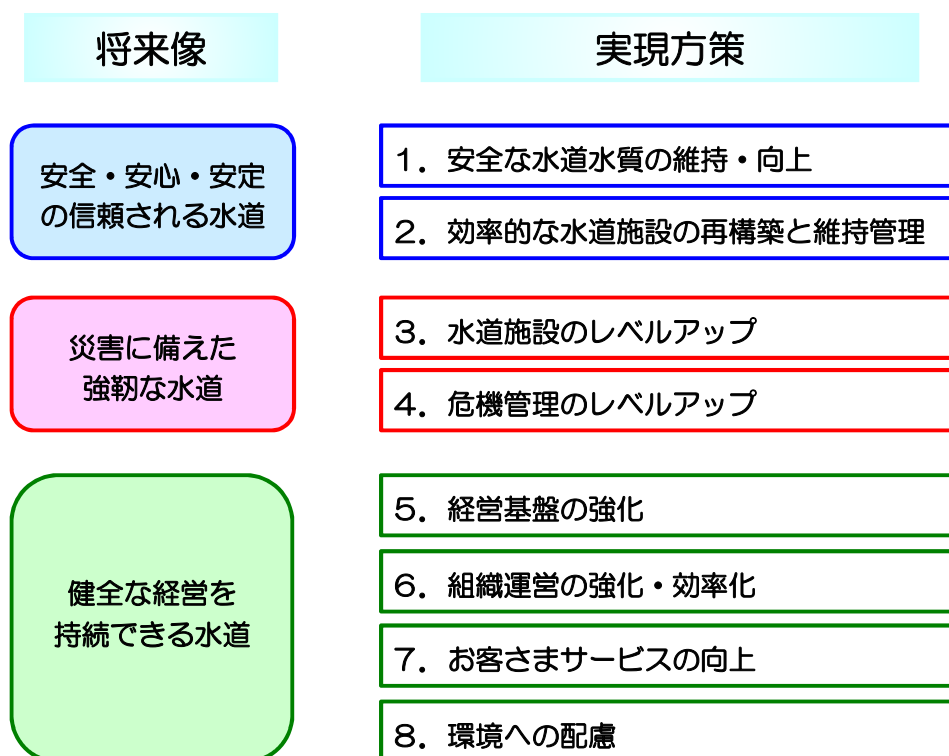 将来像
実現方策
安全・安心・安定
の信頼される水道
1．安全な水道水質の維持・向上
2．効率的な水道施設の再構築と維持管理
災害に備えた
強靭な水道
3．水道施設のレベルアップ
4．危機管理のレベルアップ
健全な経営を
持続できる水道
5．経営基盤の強化
6．組織運営の強化・効率化
7．お客さまサービスの向上
8．環境への配慮